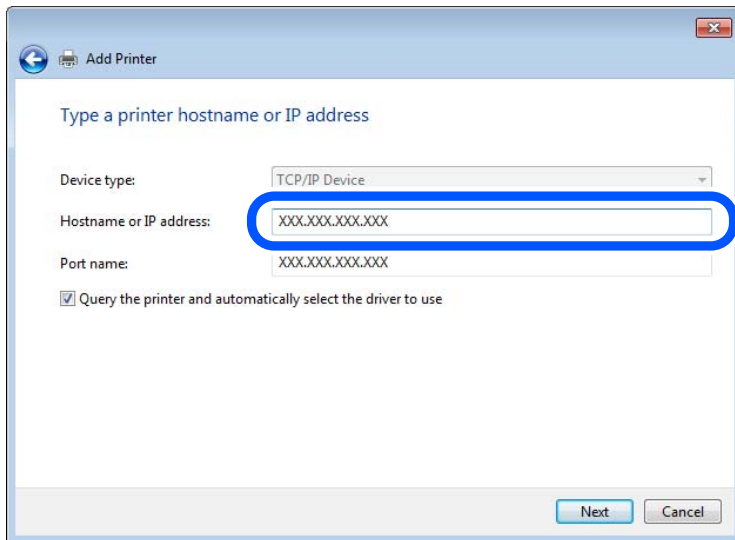 Add Printer
Type a printer hostname or IP address
Device type: TCP/IP Device
Hostname or IP address: XXX.XXX.XXX.XXX
Port name: XXX.XXX.XXX.XXX
Query the printer and automatically select the driver to use
Next Cancel